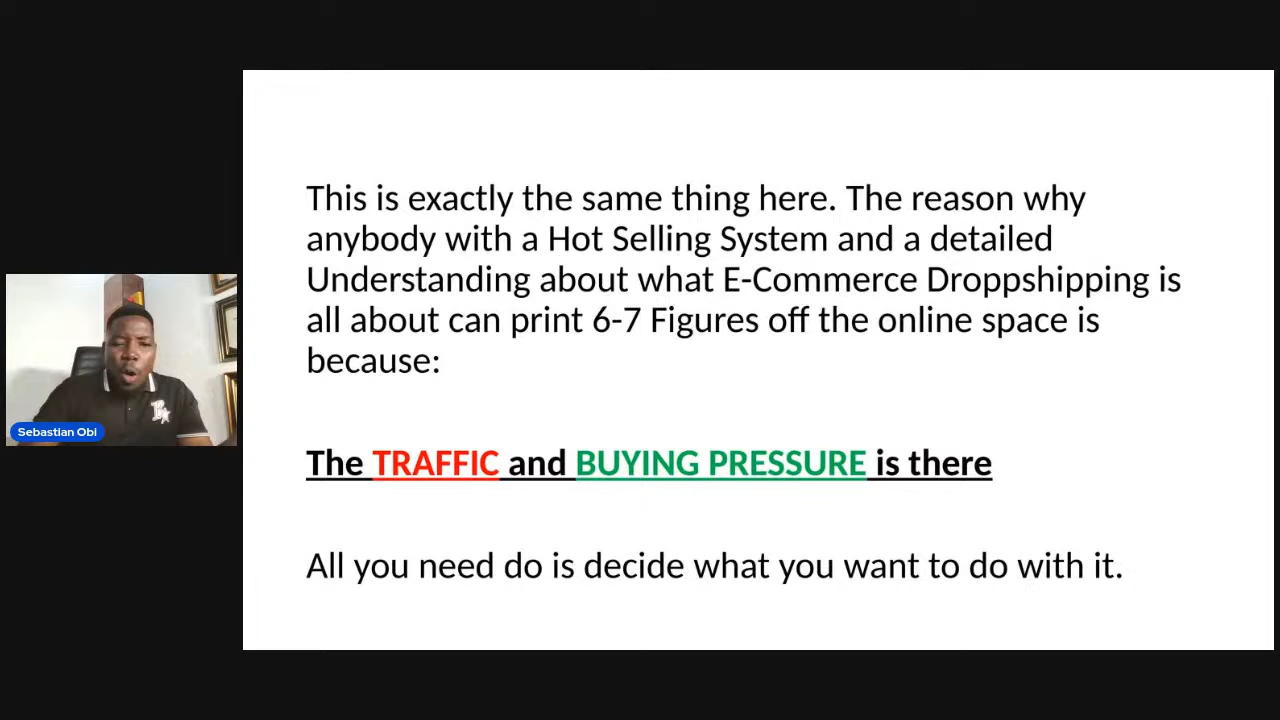 This is exactly the same thing here. The reason why
anybody with a Hot Selling System and a detailed
Understanding about what E-Commerce Droppshipping is
all about can print 6-7 Figures off the online space is
because:
The TRAFFIC and BUYING PRESSURE is there
All you need do is decide what you want to do with it.
Sebastian Obi